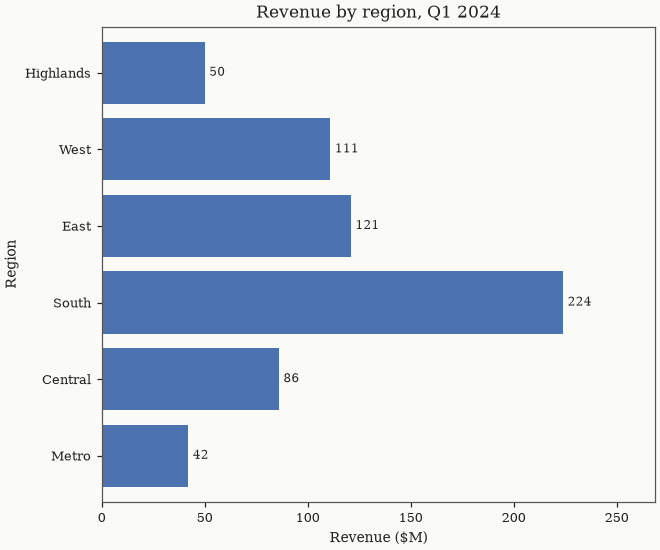 Revenue by region, Q1 2024
Region
Highlands 50
West 111
East 121
South 224
Central 86
Metro 42
0 50 100 150 200 250
Revenue ($M)